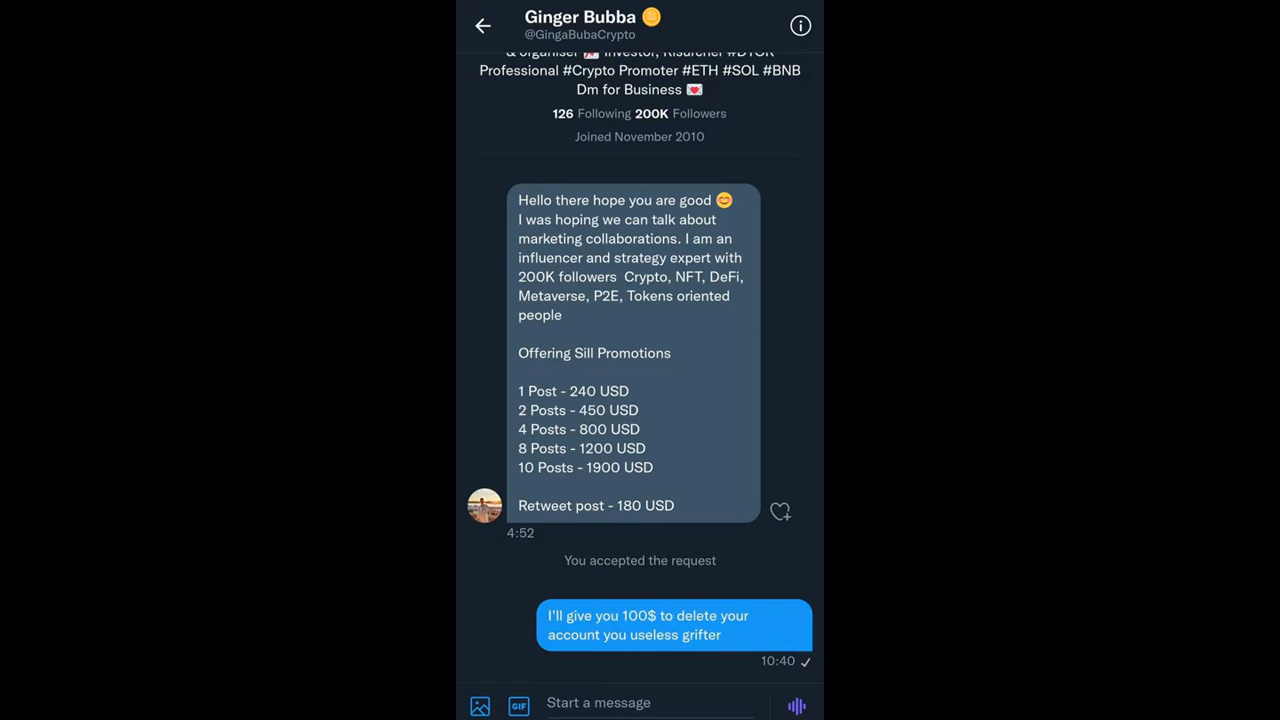 Ginger Bubba
@GingaBubaCrypto
& organiser Investor,
Professional #Crypto Promoter #ETH #SOL #BNB
Dm for Business 💌
126 Following 200K Followers
Joined November 2010
Hello there hope you are good 😊
I was hoping we can talk about
marketing collaborations. I am an
influencer and strategy expert with
200K followers  Crypto, NFT, DeFi,
Metaverse, P2E, Tokens oriented
people
Offering Sill Promotions
1 Post - 240 USD
2 Posts - 450 USD
4 Posts - 800 USD
8 Posts - 1200 USD
10 Posts - 1900 USD
Retweet post - 180 USD
4:52
You accepted the request
I'll give you 100$ to delete your
account you useless grifter
10:40
GIF
Start a message